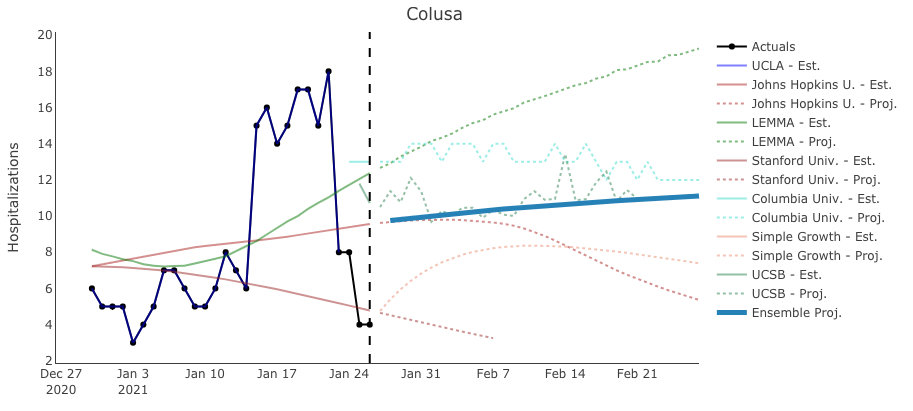 Colusa
Hospitalizations
20
18
16
14
12
10
8
6
4
2
Dec 27
2020
Jan 3
2021
Jan 10
Jan 17
Jan 24
Jan 31
Feb 7
Feb 14
Feb 21
Actuals
UCLA - Est.
Johns Hopkins U. - Est.
Johns Hopkins U. - Proj.
LEMMA - Est.
LEMMA - Proj.
Stanford Univ. - Est.
Stanford Univ. - Proj.
Columbia Univ. - Est.
Columbia Univ. - Proj.
Simple Growth - Est.
Simple Growth - Proj.
UCSB - Est.
UCSB - Proj.
Ensemble Proj.